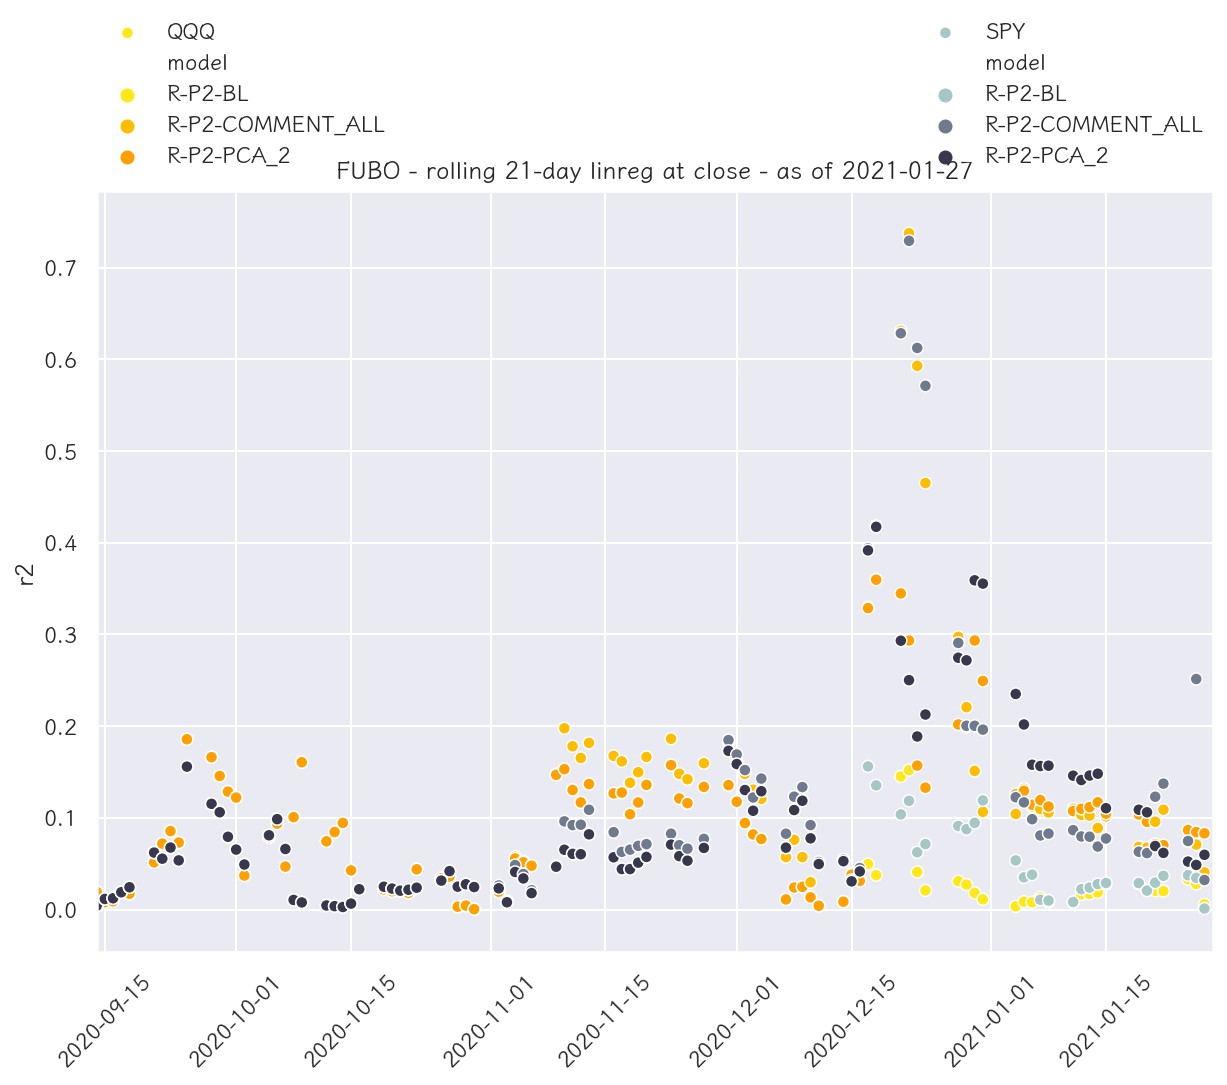 QQQ
model
R-P2-BL
R-P2-COMMENT_ALL
R-P2-PCA_2
SPY
model
R-P2-BL
R-P2-COMMENT_ALL
R-P2-PCA_2
FUBO - rolling 21-day linreg at close - as of 2021-01-27
r2
0.7
0.6
0.5
0.4
0.3
0.2
0.1
0.0
2020-09-15
2020-10-01
2020-10-15
2020-11-01
2020-11-15
2020-12-01
2020-12-15
2021-01-01
2021-01-15